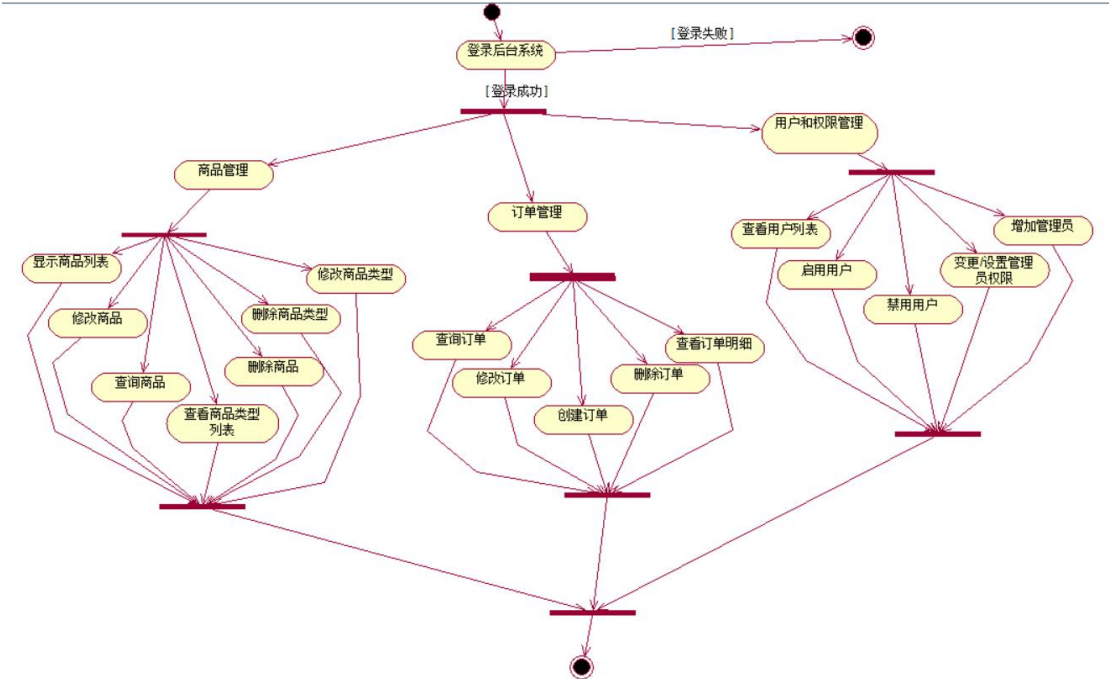 [登录失败]
登录后台系统
[登录成功]
用户和权限管理
商品管理
订单管理
查看用户列表
增加管理员
启用用户
变更/设置管理
员权限
禁用用户
显示商品列表
修改商品类型
修改商品
删除商品类型
查询商品
删除商品
查看商品类型
列表
查询订单
查看订单明细
修改订单
删除订单
创建订单